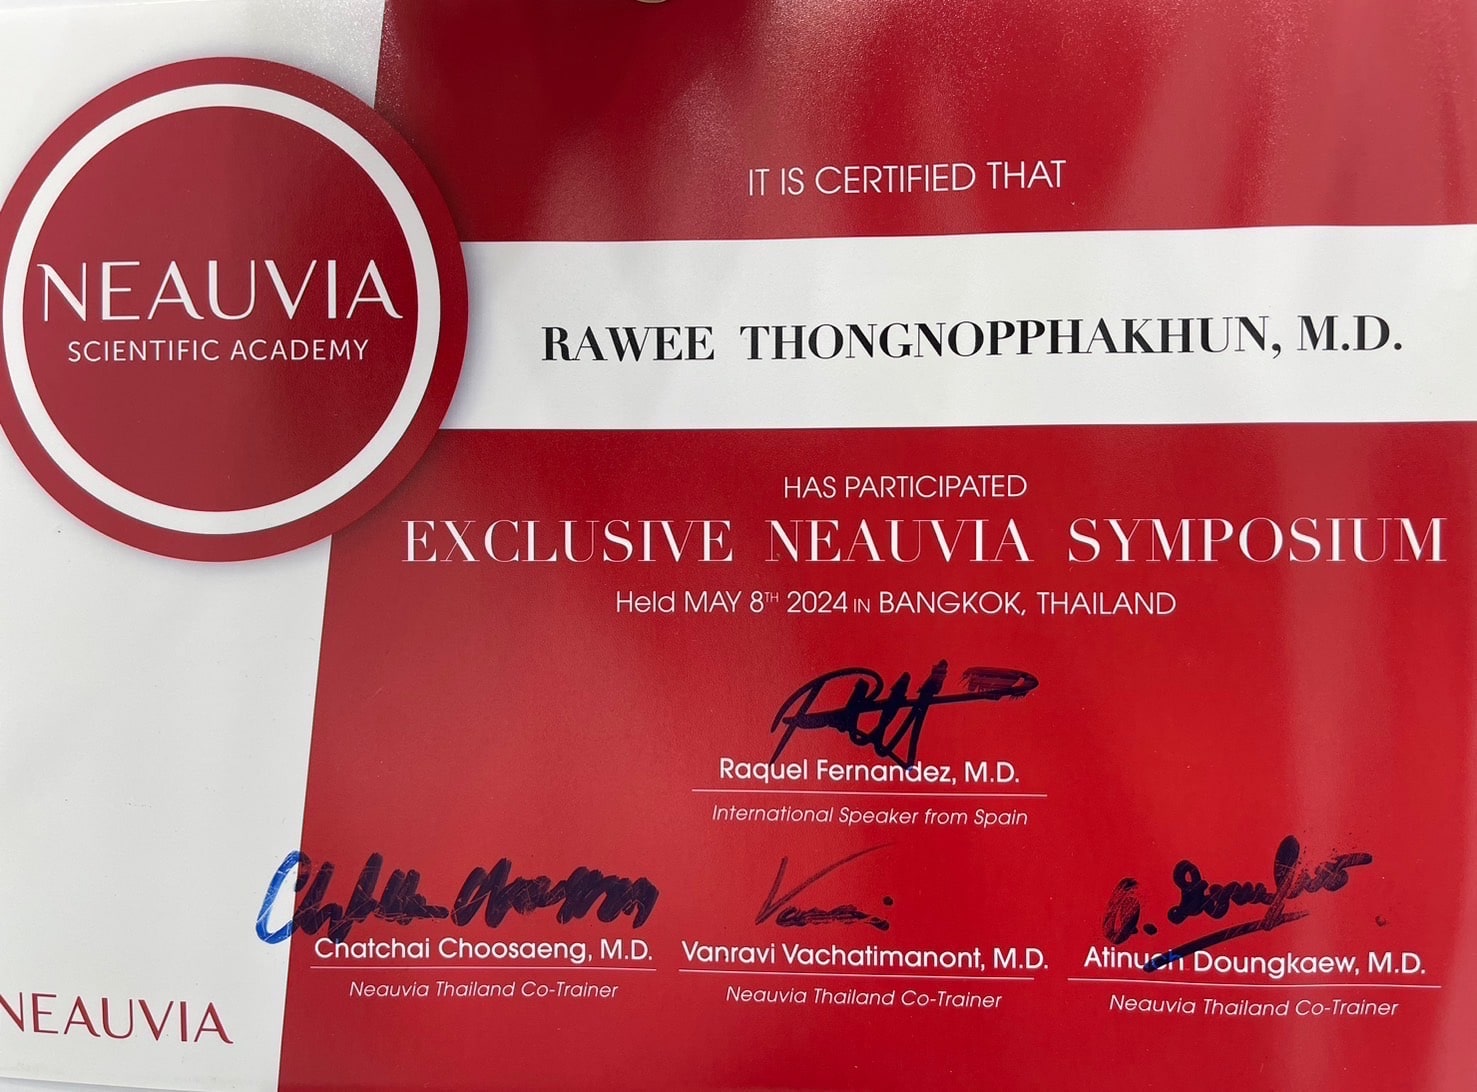 NEAUVIA
SCIENTIFIC ACADEMY
IT IS CERTIFIED THAT
RAWEE THONGNOPPHAKHUN, M.D.
HAS PARTICIPATED
EXCLUSIVE NEAUVIA SYMPOSIUM
Held MAY 8TH 2024 IN BANGKOK, THAILAND
Raquel Fernandez, M.D.
International Speaker from Spain
Chatchai Choosaeng, M.D.
Neauvia Thailand Co-Trainer
Vanravi Vachatimanont, M.D.
Neauvia Thailand Co-Trainer
Atinuch Doungkaew, M.D.
Neauvia Thailand Co-Trainer
NEAUVIA